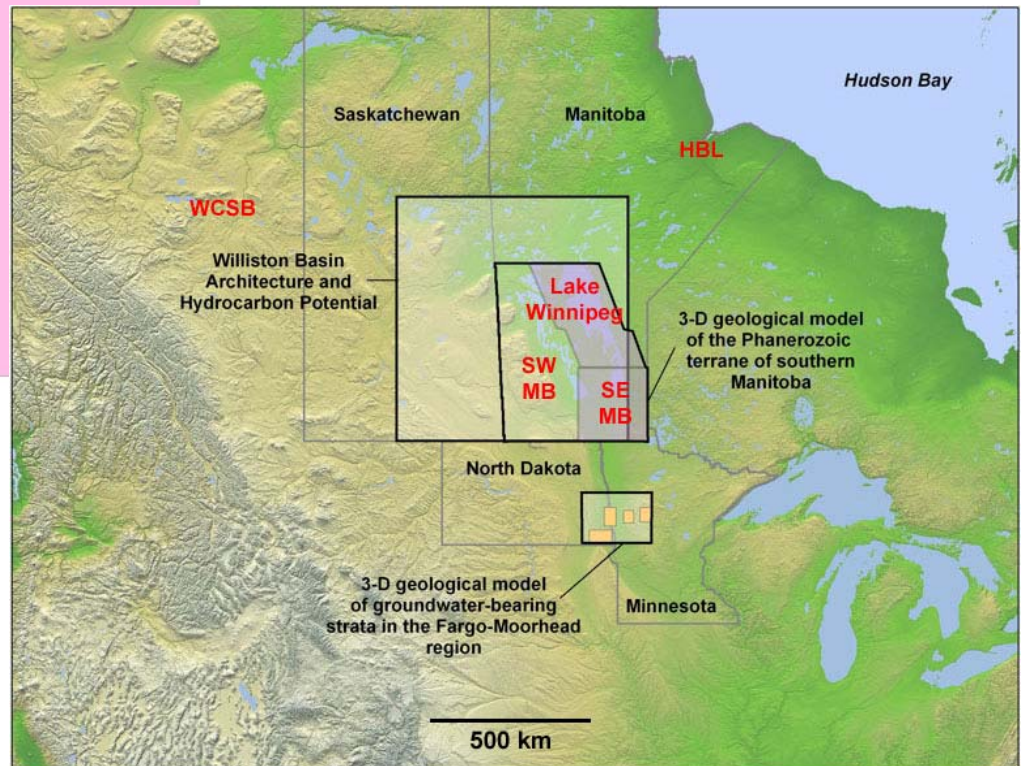 Hudson Bay
Saskatchewan
Manitoba
HBL
WCSB
Williston Basin
Architecture and
Hydrocarbon Potential
Lake
Winnipeg
3-D geological model
of the Phanerozoic
terrane of southern
Manitoba
SW
MB
SE
MB
North Dakota
3-D geological model
of groundwater-bearing
strata in the Fargo-Moorhead
region
Minnesota
500 km